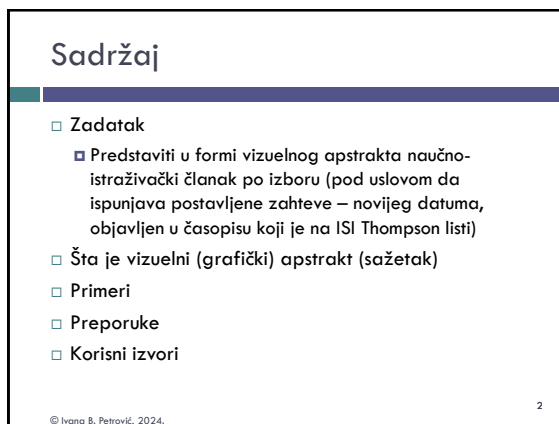 Sadržaj
Zadatak
Predstaviti u formi vizuelnog apstrakta naučno-
istraživački članak po izboru (pod uslovom da
ispunjava postavljene zahteve – novijeg datuma,
objavljen u časopisu koji je na ISI Thompson listi)
Šta je vizuelni (grafički) apstrakt (sažetak)
Primeri
Preporuke
Korisni izvori
2
© Ivana B. Petrović, 2024.